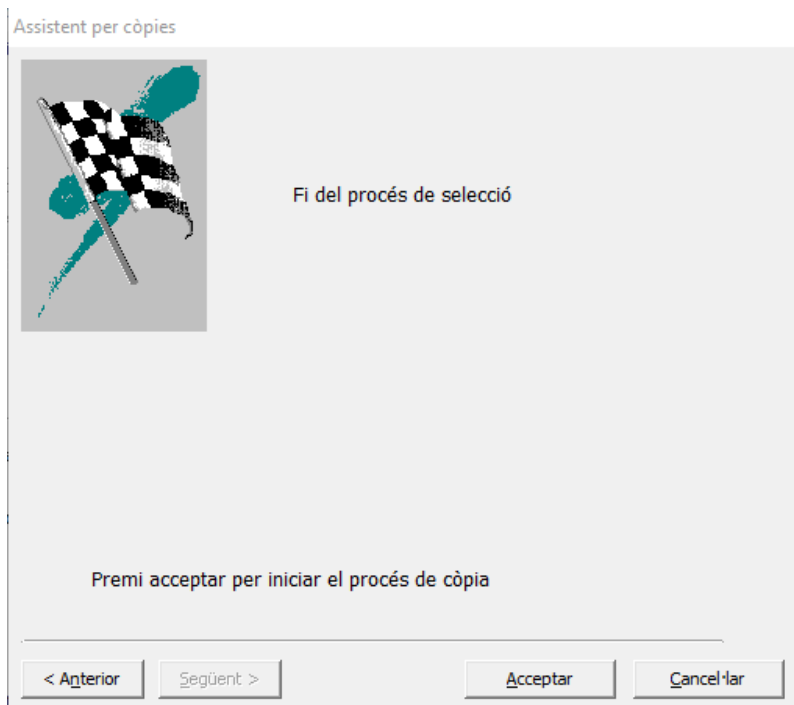 Assistent per còpies
Fi del procés de selecció
Premi acceptar per iniciar el procés de còpia
< Anterior
Següent >
Acceptar
Cancel·lar